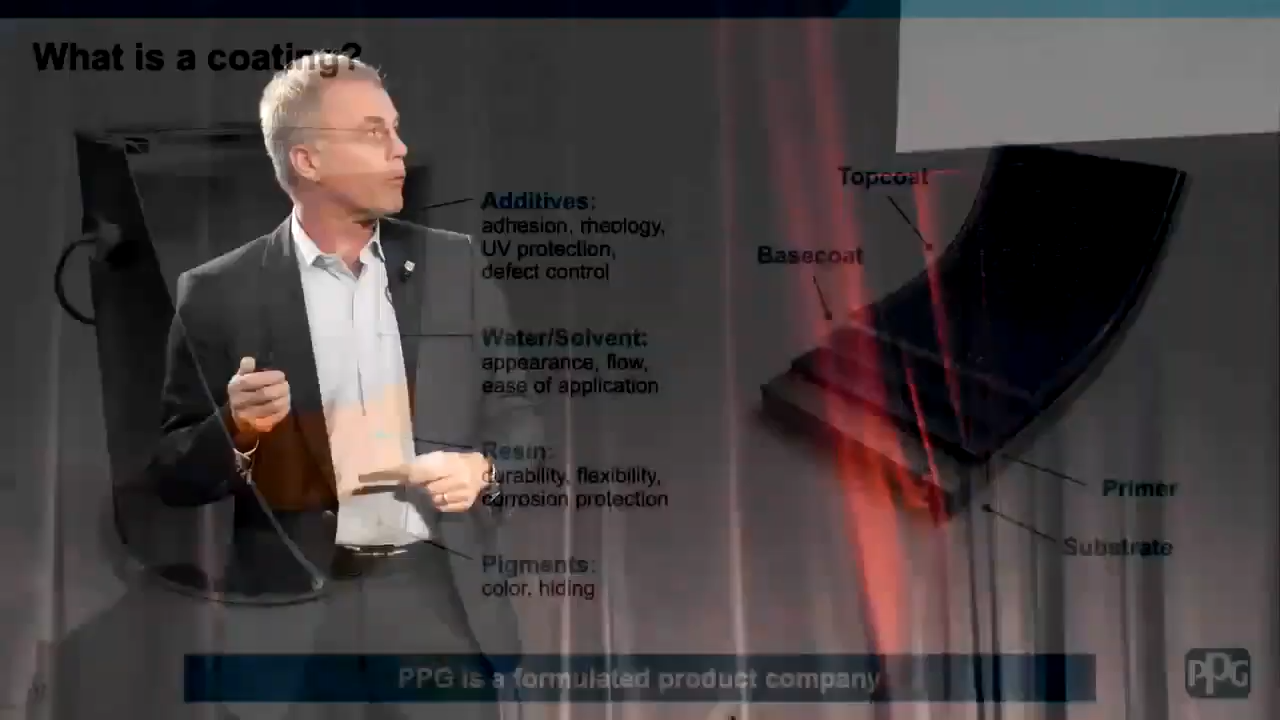 What is a coating?
Additives:
adhesion, rheology,
UV protection,
defect control
Water/Solvent:
appearance, flow,
ease of application
Resin:
durability, flexibility,
corrosion protection
Pigments:
color, hiding
Topcoat
Basecoat
Primer
Substrate
PPG is a formulated product company
PPG